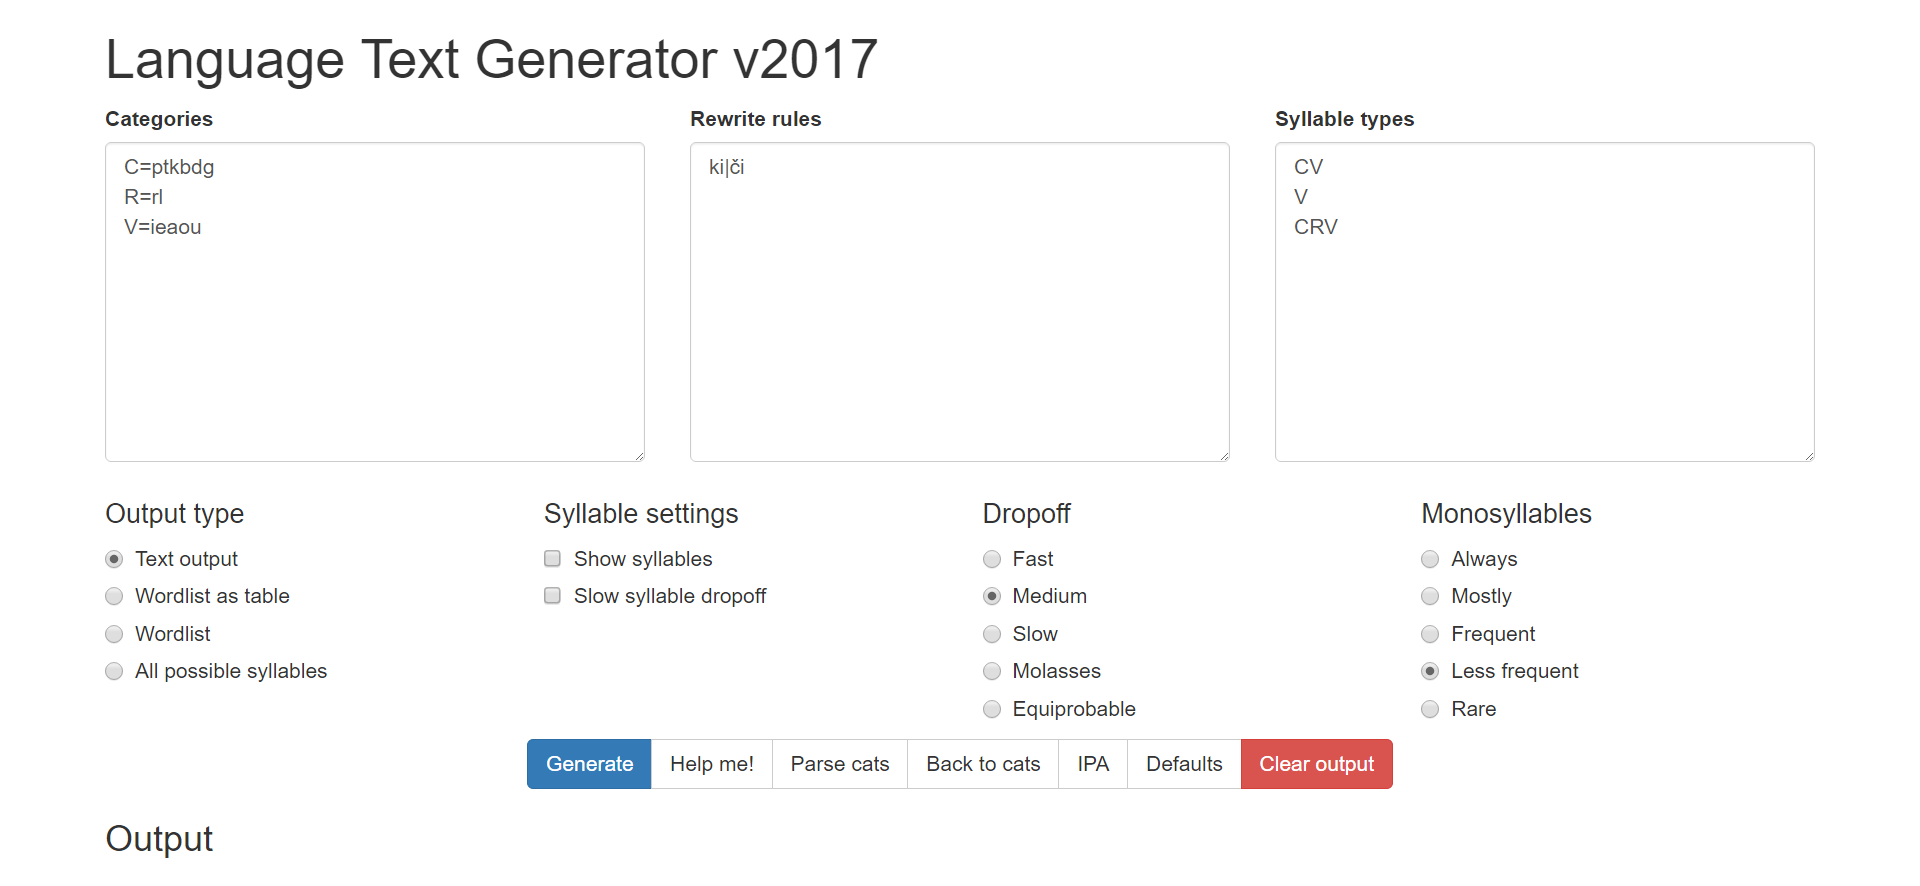 Language Text Generator v2017
Categories
C=ptkbdg
R=rl
V=ieaou
Rewrite rules
ki|či
Syllable types
CV
V
CRV
Output type
Text output
Wordlist as table
Wordlist
All possible syllables
Syllable settings
Show syllables
Slow syllable dropoff
Dropoff
Fast
Medium
Slow
Molasses
Equiprobable
Monosyllables
Always
Mostly
Frequent
Less frequent
Rare
Generate
Help me!
Parse cats
Back to cats
IPA
Defaults
Clear output
Output